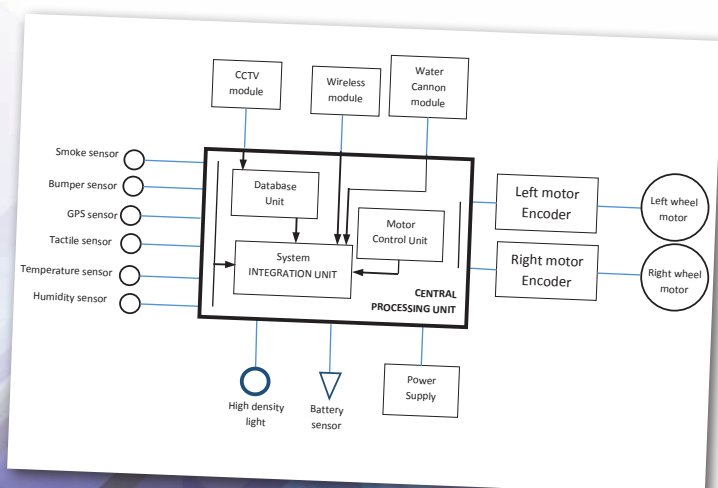 CCTV
module
Wireless
module
Water
Cannon
module
Smoke sensor
Bumper sensor
GPS sensor
Tactile sensor
Temperature sensor
Humidity sensor
Database
Unit
Motor
Control Unit
System
INTEGRATION UNIT
CENTRAL
PROCESSING UNIT
Left motor
Encoder
Left wheel
motor
Right motor
Encoder
Right wheel
motor
High density
light
Battery
sensor
Power
Supply